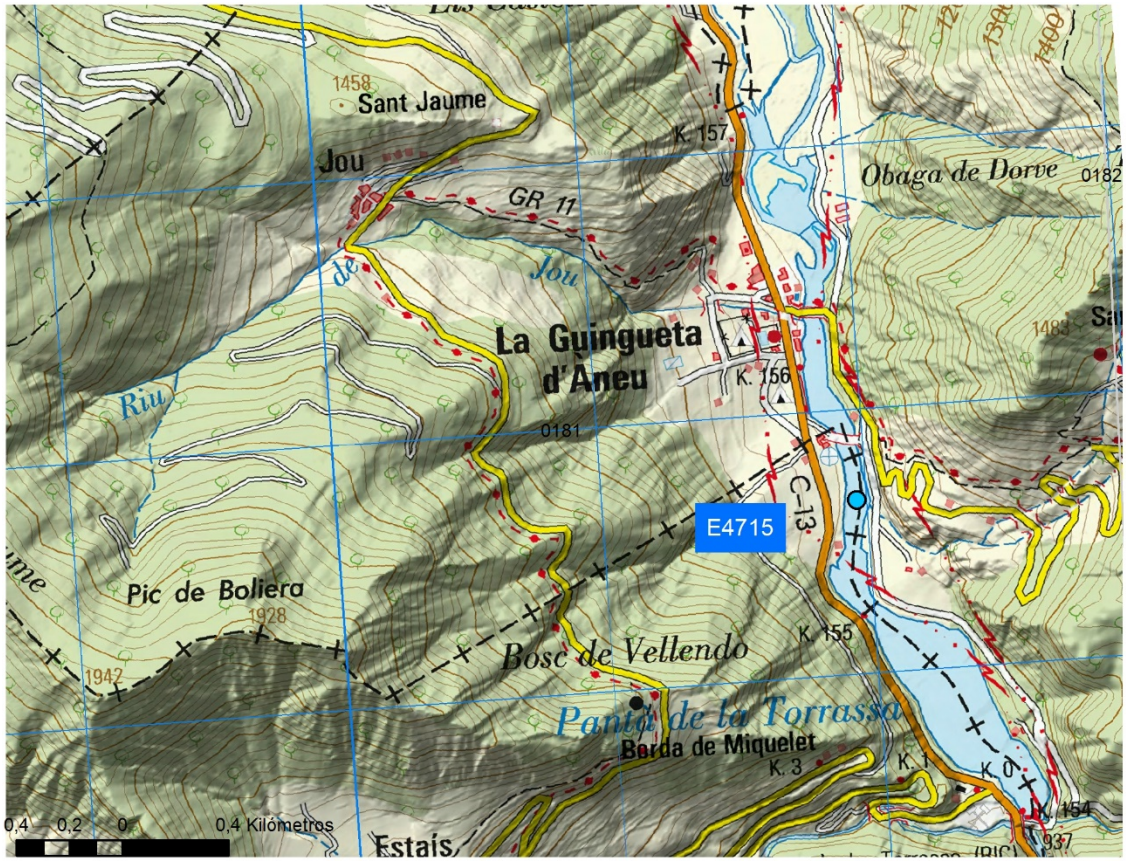 1458
Sant Jaume
1300
1400
K. 157
Jou
GR 11
Obaga de Dorve
0182
de
Jou
La Guingueta
d'Àneu
1483
K. 156
Riu
0181
C-13
E4715
Pic de Boliera
1928
K. 155
Bosc de Vellendo
1942
Pantà de la Torrassa
Borda de Miquelet
K. 3
K. 1
K. 0
K. 154
0,4 0,2 0 0,4 Kilómetros
Estaís
937